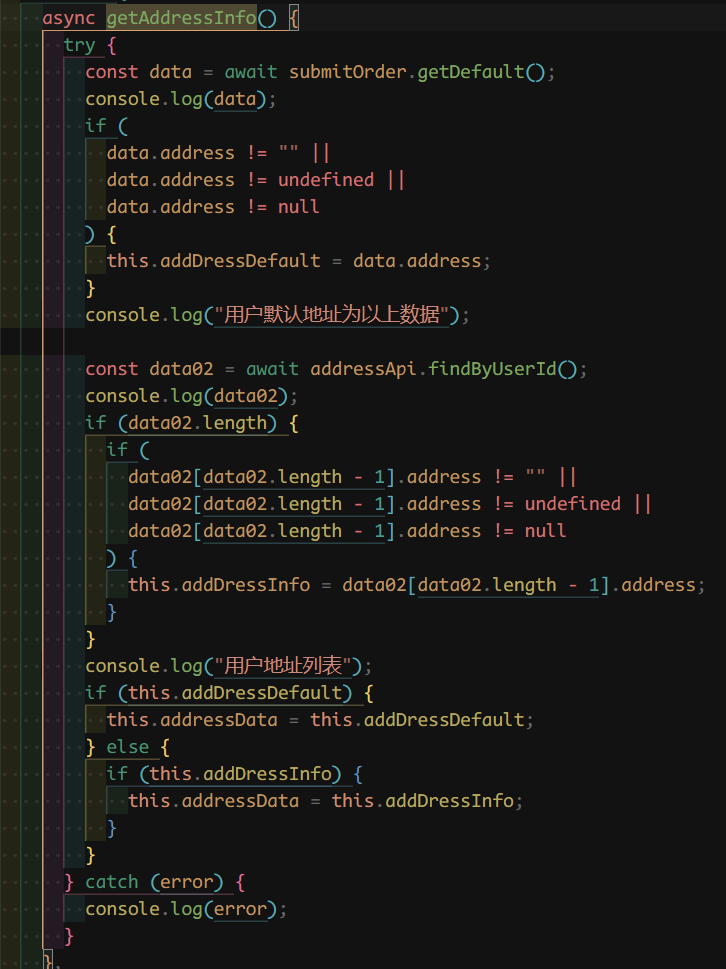 async getAddressInfo() {
try {
const data = await submitOrder.getDefault();
console.log(data);
if (
data.address != "" ||
data.address != undefined ||
data.address != null
) {
this.addDressDefault = data.address;
}
console.log("用户默认地址为以上数据");
const data02 = await addressApi.findByUserId();
console.log(data02);
if (data02.length) {
if (
data02[data02.length - 1].address != "" ||
data02[data02.length - 1].address != undefined ||
data02[data02.length - 1].address != null
) {
this.addDressInfo = data02[data02.length - 1].address;
}
}
console.log("用户地址列表");
if (this.addDressDefault) {
this.addressData = this.addDressDefault;
} else {
if (this.addDressInfo) {
this.addressData = this.addDressInfo;
}
}
} catch (error) {
console.log(error);
}
},